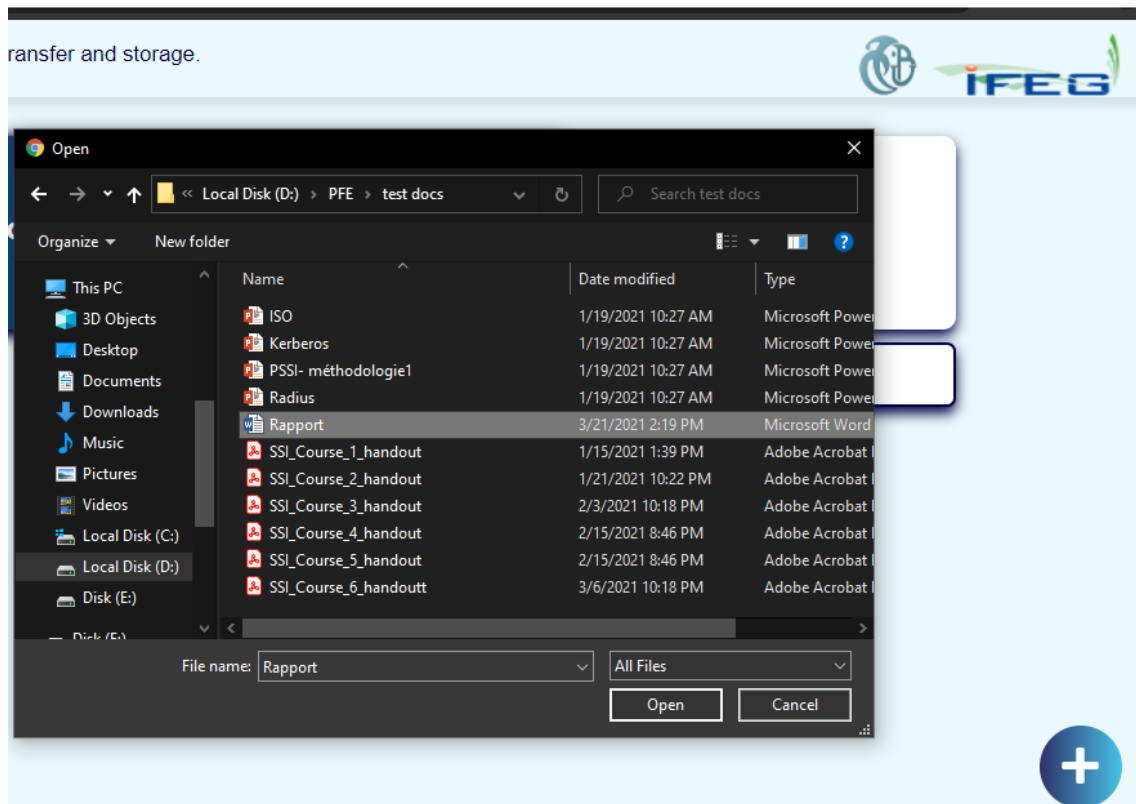 ransfer and storage.
iFEG
Open
Local Disk (D:) > PFE > test docs
Search test docs
Organize
New folder
This PC
3D Objects
Desktop
Documents
Downloads
Music
Pictures
Videos
Local Disk (C:)
Local Disk (D:)
Disk (E:)
Disk (F:)
Name Date modified Type
ISO 1/19/2021 10:27 AM Microsoft Power
Kerberos 1/19/2021 10:27 AM Microsoft Power
PSSI- méthodologie1 1/19/2021 10:27 AM Microsoft Power
Radius 1/19/2021 10:27 AM Microsoft Power
Rapport 3/21/2021 2:19 PM Microsoft Word
SSI_Course_1_handout 1/15/2021 1:39 PM Adobe Acrobat
SSI_Course_2_handout 1/21/2021 10:22 PM Adobe Acrobat
SSI_Course_3_handout 2/3/2021 10:18 PM Adobe Acrobat
SSI_Course_4_handout 2/15/2021 8:46 PM Adobe Acrobat
SSI_Course_5_handout 2/15/2021 8:46 PM Adobe Acrobat
SSI_Course_6_handoutt 3/6/2021 10:18 PM Adobe Acrobat
File name: Rapport All Files
Open Cancel